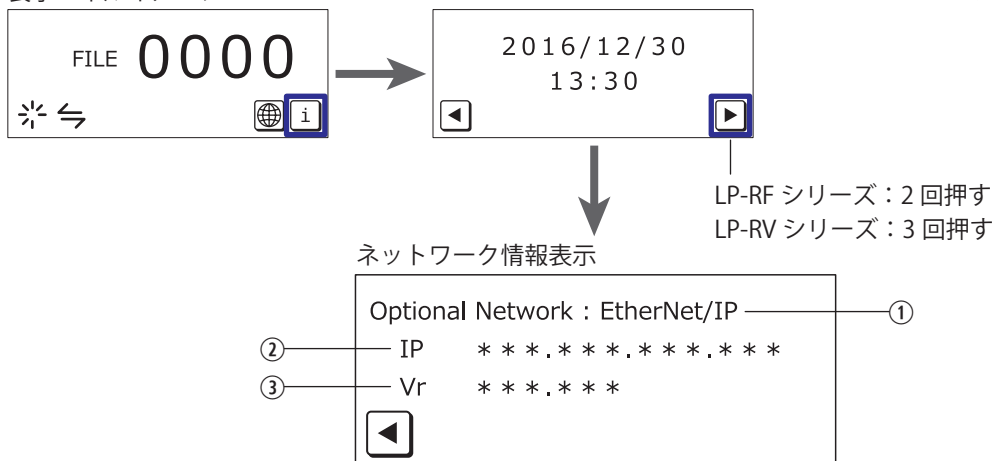 FILE 0000
i
2016/12/30
13:30
◀
▶
LP-RF シリーズ：2 回押す
LP-RV シリーズ：3 回押す
ネットワーク情報表示
Optional Network : EtherNet/IP ①
② IP ***.***.***.***
③ Vr ***.***
◀